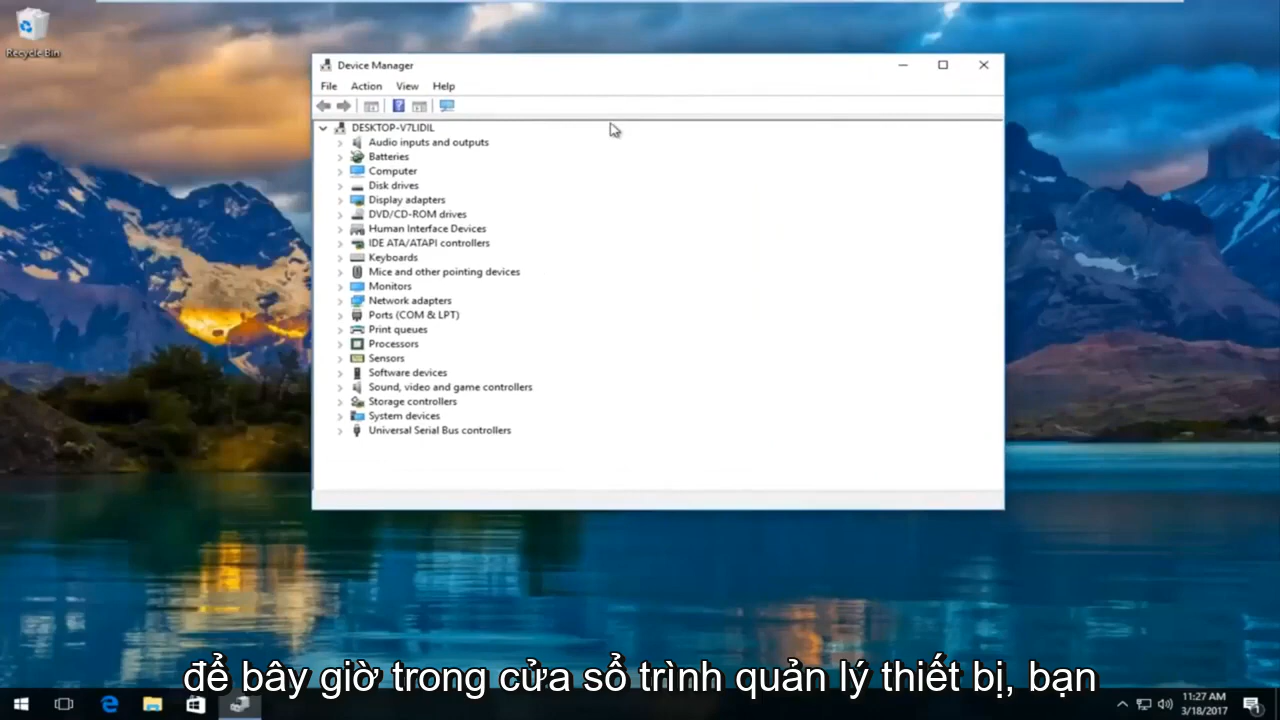 Recycle Bin
Device Manager
File Action View Help
DESKTOP-V7LIDIL
Audio inputs and outputs
Batteries
Computer
Disk drives
Display adapters
DVD/CD-ROM drives
Human Interface Devices
IDE ATA/ATAPI controllers
Keyboards
Mice and other pointing devices
Monitors
Network adapters
Ports (COM & LPT)
Print queues
Processors
Sensors
Software devices
Sound, video and game controllers
Storage controllers
System devices
Universal Serial Bus controllers
để bây giờ trong cửa sổ trình quản lý thiết bị, bạn
11:27 AM
3/18/2017
1